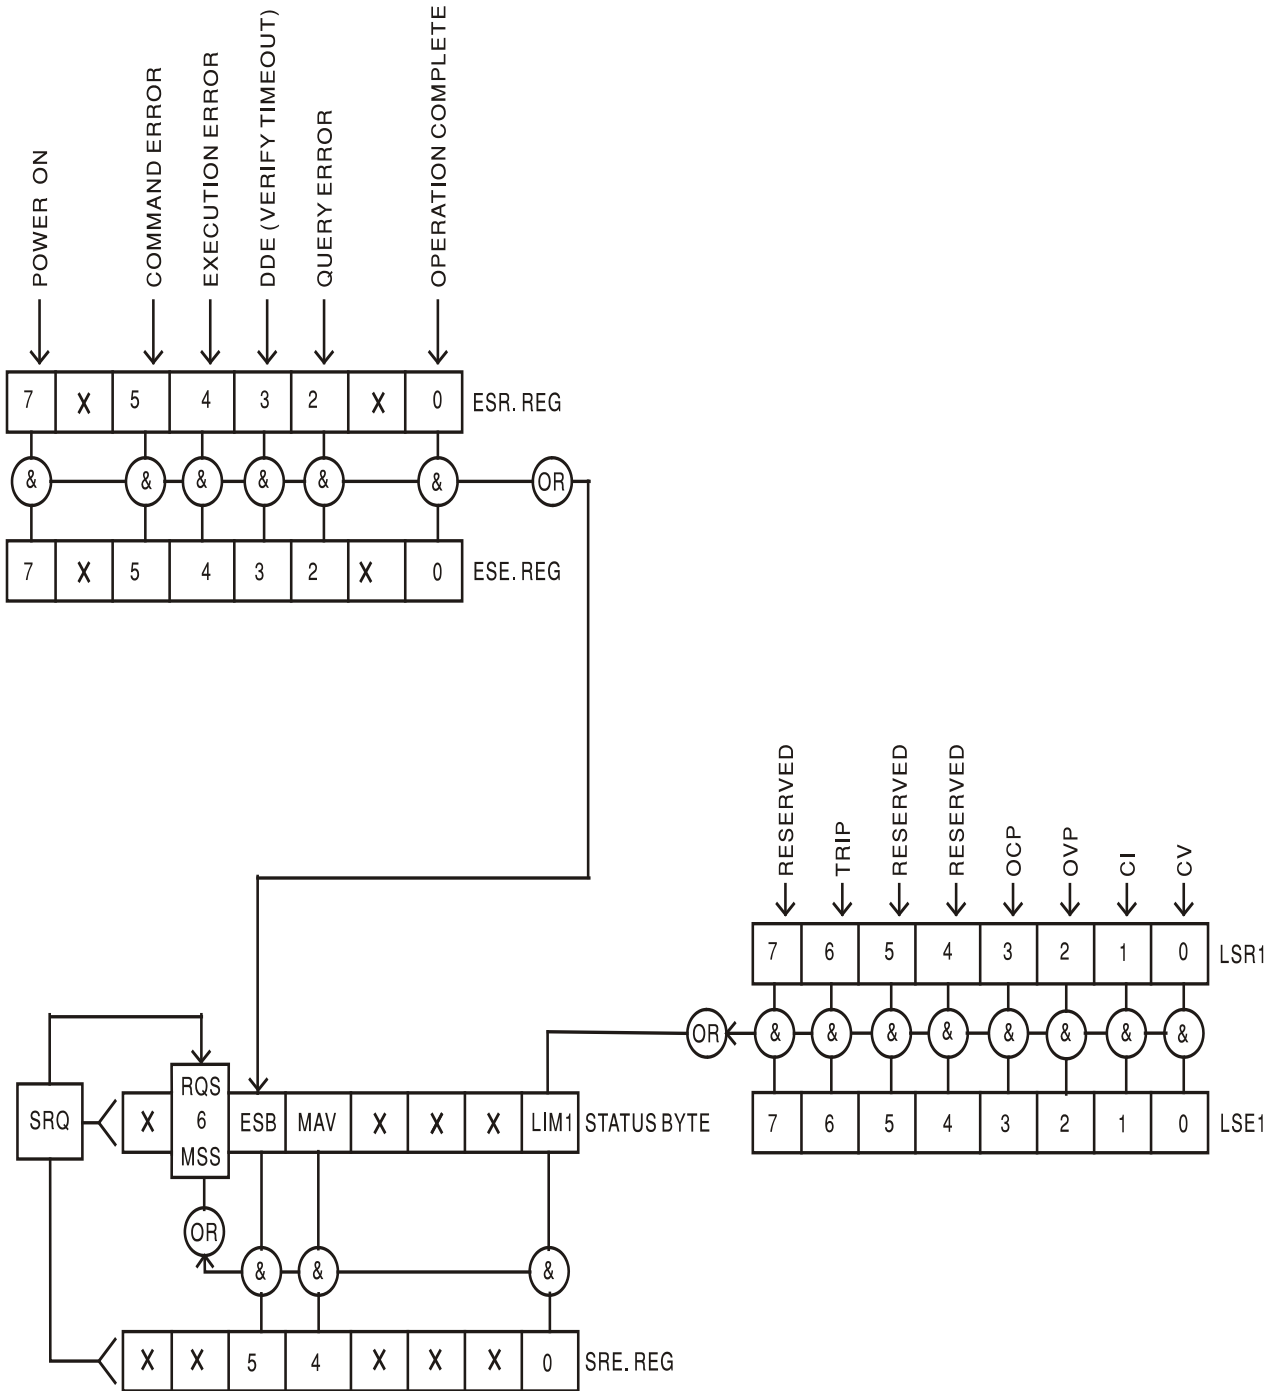 POWER ON
COMMAND ERROR
EXECUTION ERROR
DDE (VERIFY TIMEOUT)
QUERY ERROR
OPERATION COMPLETE
7 X 5 4 3 2 X 0 ESR. REG
& & & & & & OR
7 X 5 4 3 2 X 0 ESE. REG
RESERVED
TRIP
RESERVED
RESERVED
OCP
OVP
CI
CV
7 6 5 4 3 2 1 0 LSR1
OR & & & & & & & &
7 6 5 4 3 2 1 0 LSE1
SRQ
X RQS 6 MSS ESB MAV X X X LIM1 STATUS BYTE
OR
& & &
X X 5 4 X X X 0 SRE. REG